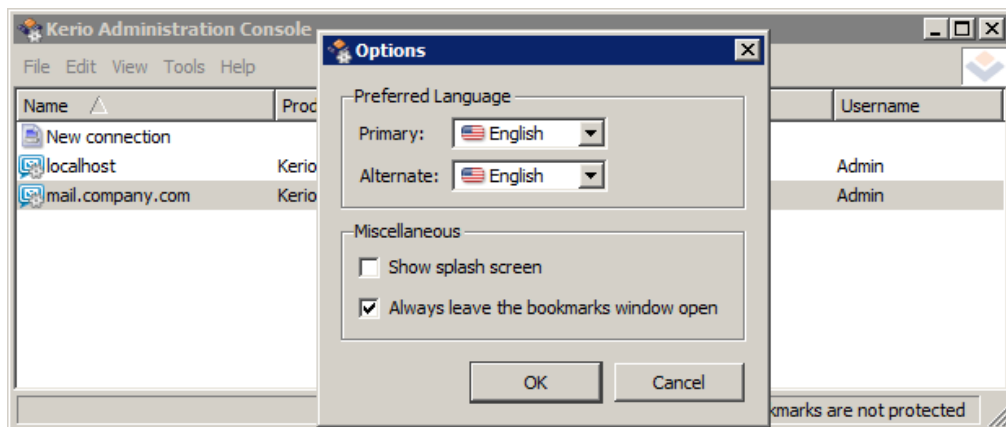 Kerio Administration Console
Options
File Edit View Tools Help
Preferred Language
Name
Username
Primary: English
New connection
localhost Kerio Admin
Alternate: English
mail.company.com Kerio Admin
Miscellaneous
Show splash screen
Always leave the bookmarks window open
OK Cancel
are not protected